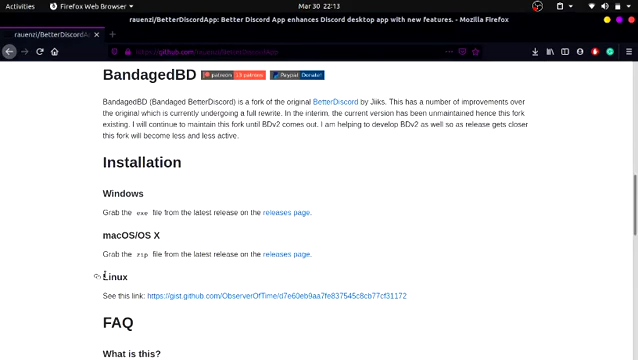 Activities
Firefox Web Browser
Mar 30 22:13
rauenzi/BetterDiscordApp: Better Discord App enhances Discord desktop app with new features. - Mozilla Firefox
rauenzi/BetterDiscordAp
BandagedBD patreon 13 patrons Paypal Donate!
BandagedBD (Bandaged BetterDiscord) is a fork of the original BetterDiscord by Jiiks. This has a number of improvements over
the original which is currently undergoing a full rewrite. In the interim, the current version has been unmaintained hence this fork
existing. I will continue to maintain this fork until BDv2 comes out. I am helping to develop BDv2 as well so as release gets closer
this fork will become less and less active.
Installation
Windows
Grab the exe file from the latest release on the releases page.
macOS/OS X
Grab the zip file from the latest release on the releases page.
Linux
See this link: https://gist.github.com/ObserverOfTime/d7e60eb9aa7fe837545c8cb77cf31172
FAQ
What is this?